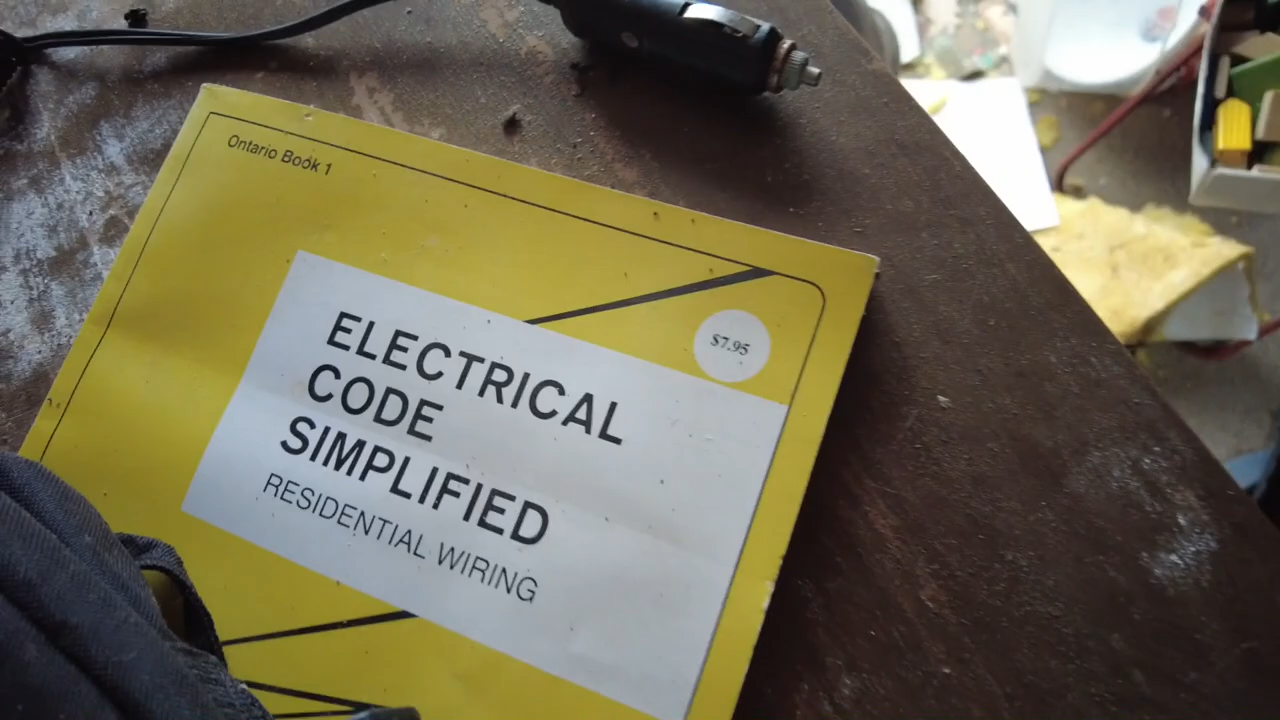 Ontario Book 1
$7.95
ELECTRICAL
CODE
SIMPLIFIED
RESIDENTIAL WIRING